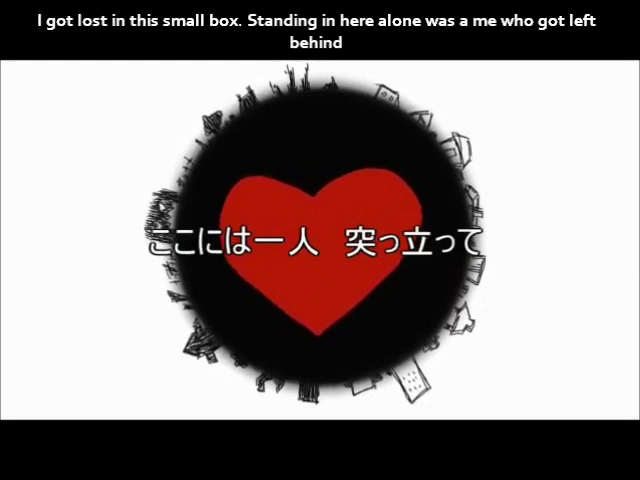 I got lost in this small box. Standing in here alone was a me who got left
behind
ここには一人　突っ立って